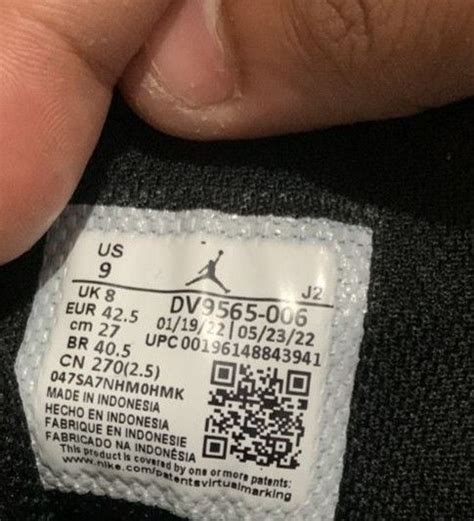 US
9
J2
UK 8
EUR 42.5
cm 27
BR 40.5
CN 270(2.5)
DV9565-006
01/19/22 | 05/23/22
UPC 00196148843941
047SA7NHM0HMK
MADE IN INDONESIA
HECHO EN INDONESIA
FABRIQUE EN INDONESIE
FABRICADO NA INDONÉSIA
This product is covered by one or more patents:
www.nike.com/patentsvirtualmarking